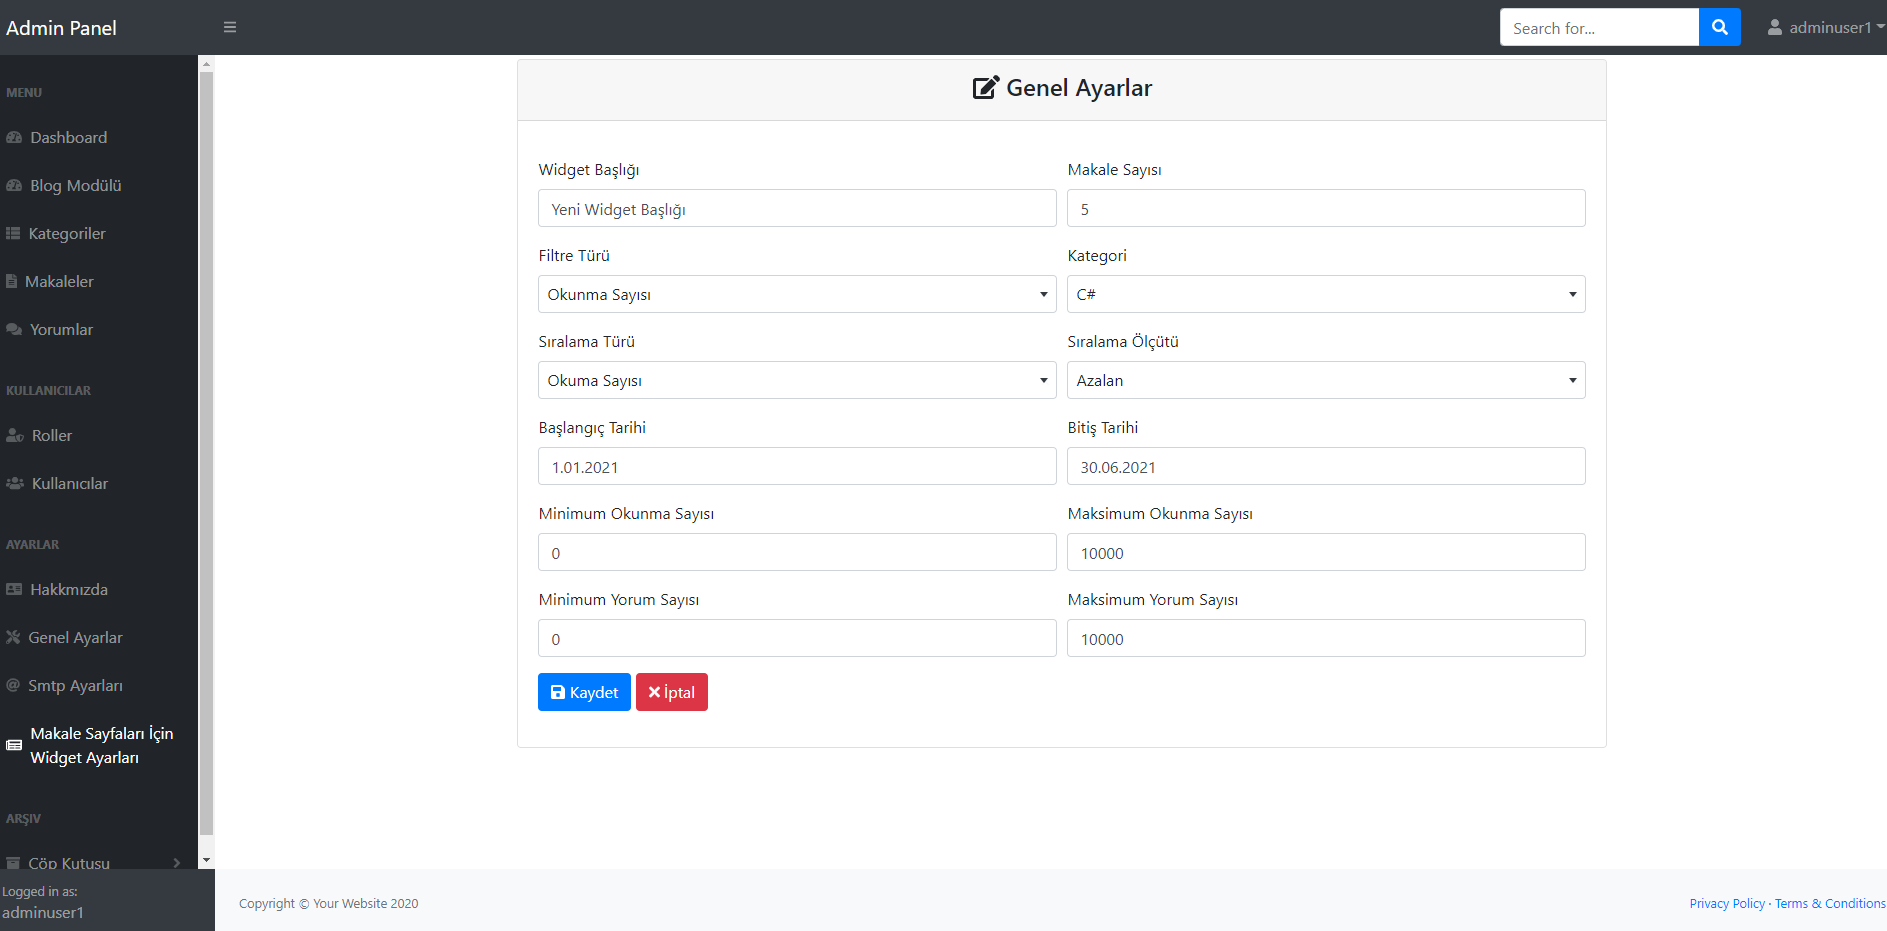 Admin Panel
Search for...
adminuser1
MENU
Dashboard
Blog Modülü
Kategoriler
Makaleler
Yorumlar
KULLANICILAR
Roller
Kullanıcılar
AYARLAR
Hakkmızda
Genel Ayarlar
Smtp Ayarları
Makale Sayfaları İçin
Widget Ayarları
ARŞIV
Çöp Kutusu
Logged in as:
adminuser1
Genel Ayarlar
Widget Başlığı
Makale Sayısı
Yeni Widget Başlığı
5
Filtre Türü
Kategori
Okunma Sayısı
C#
Sıralama Türü
Sıralama Ölçütü
Okuma Sayısı
Azalan
Başlangıç Tarihi
Bitiş Tarihi
1.01.2021
30.06.2021
Minimum Okunma Sayısı
Maksimum Okunma Sayısı
0
10000
Minimum Yorum Sayısı
Maksimum Yorum Sayısı
0
10000
Kaydet
İptal
Copyright © Your Website 2020
Privacy Policy · Terms & Conditions